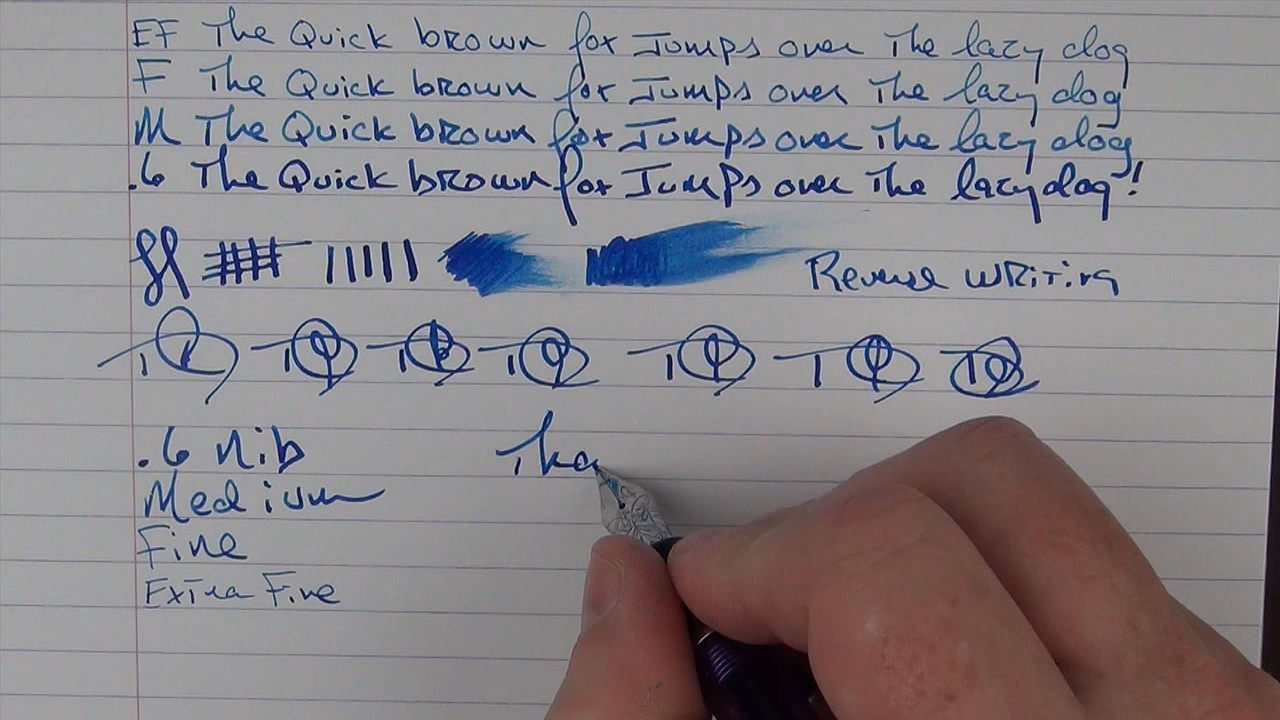 EF The Quick brown fox Jumps over The lazy dog
F The Quick brown fox Jumps over The lazy dog
M The Quick brown fox Jumps over The lazy dog
.6 The Quick brown fox Jumps over The lazy dog!
Reverse writing
.6 Nib
Medium
Fine
Extra Fine
Tha